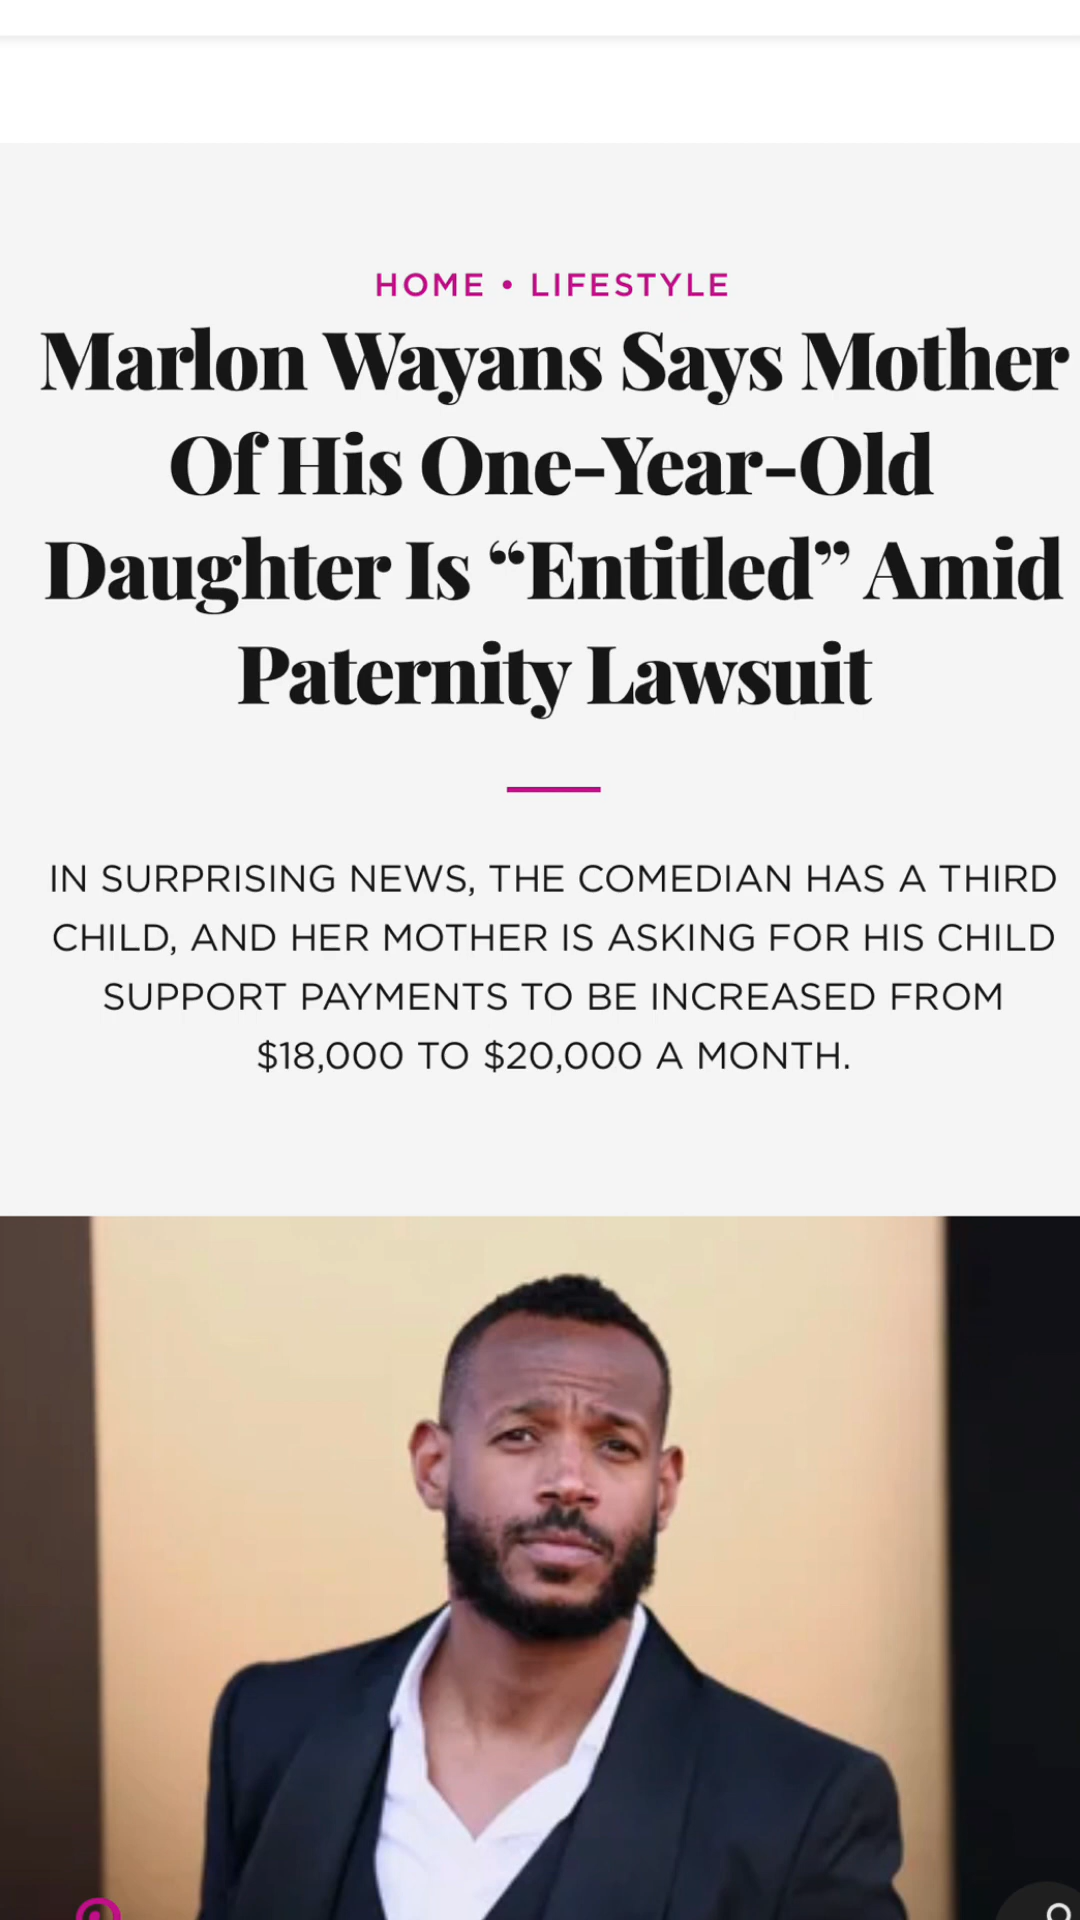 HOME • LIFESTYLE
Marlon Wayans Says Mother
Of His One-Year-Old
Daughter Is “Entitled” Amid
Paternity Lawsuit
IN SURPRISING NEWS, THE COMEDIAN HAS A THIRD
CHILD, AND HER MOTHER IS ASKING FOR HIS CHILD
SUPPORT PAYMENTS TO BE INCREASED FROM
$18,000 TO $20,000 A MONTH.